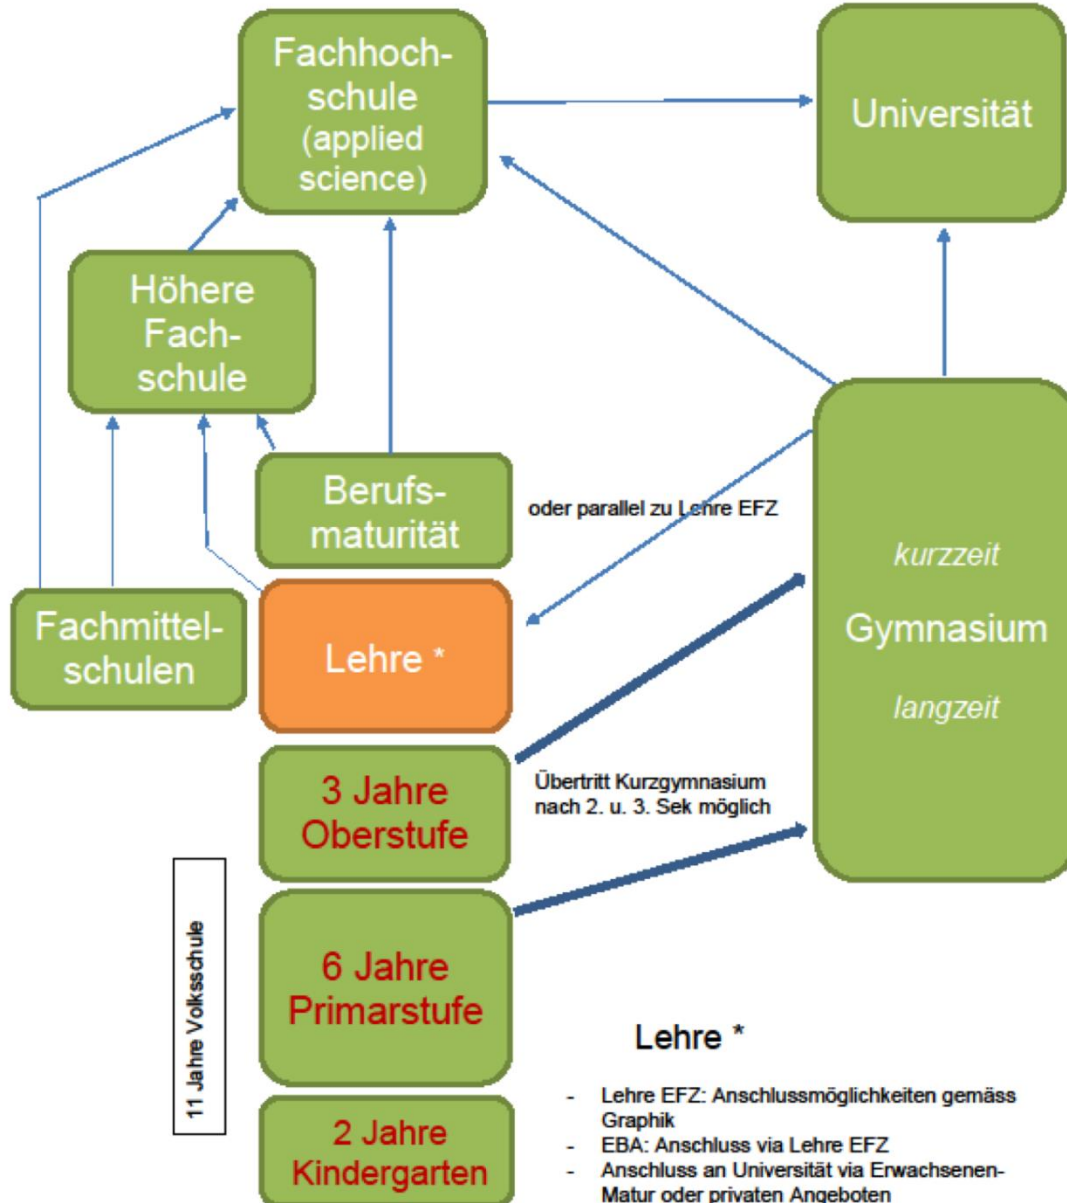 Fachhoch-
schule
(applied
science)
Universität
Höhere
Fach-
schule
Berufs-
maturität
oder parallel zu Lehre EFZ
kurzzeit
Gymnasium
langzeit
Fachmittel-
schulen
Lehre *
3 Jahre
Oberstufe
Übertritt Kurzgymnasium
nach 2. u. 3. Sek möglich
11 Jahre Volksschule
6 Jahre
Primarstufe
2 Jahre
Kindergarten
Lehre *
- Lehre EFZ: Anschlussmöglichkeiten gemäss
Graphik
- EBA: Anschluss via Lehre EFZ
- Anschluss an Universität via Erwachsenen-
Matur oder privaten Angeboten